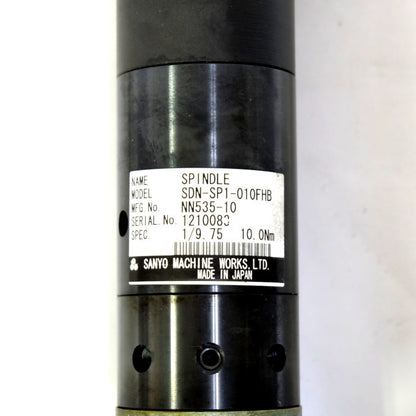 NAME SPINDLE
MODEL SDN-SP1-010FHB
MFG No. NN535-10
SERIAL.No. 1210083
SPEC 1/9.75 10.0Nm
SANYO MACHINE WORKS.LTD.
MADE IN JAPAN